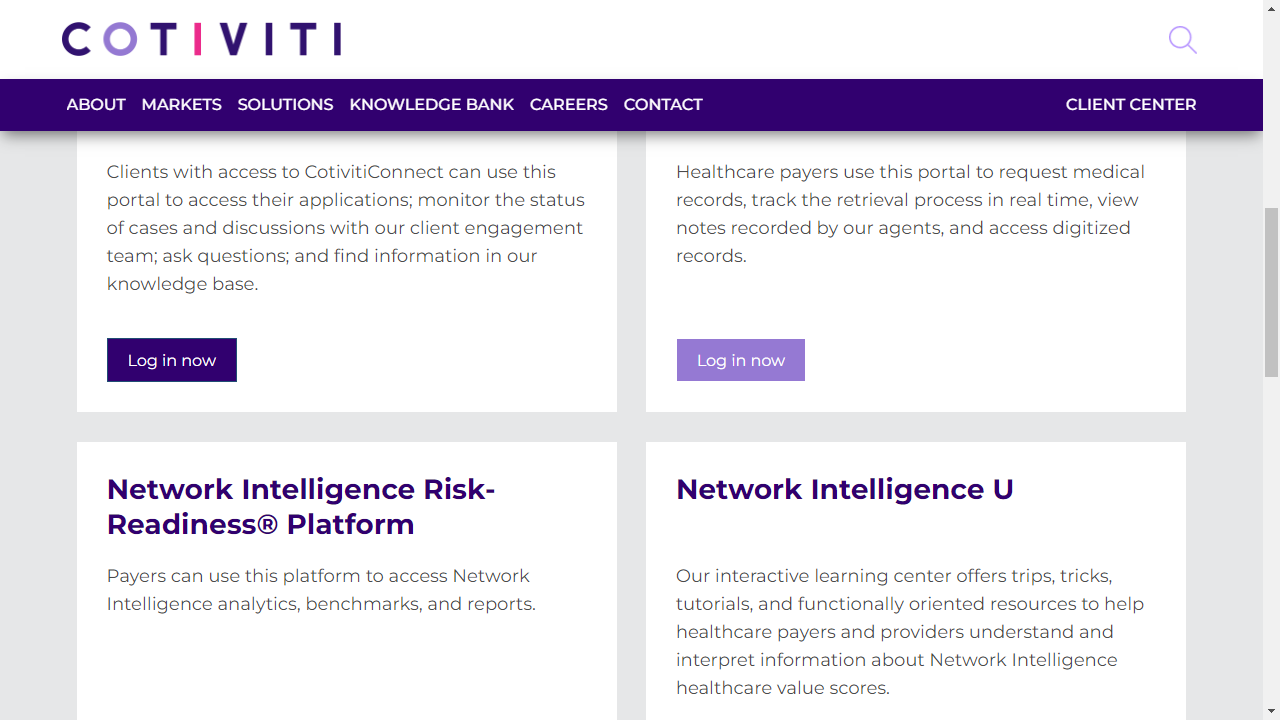 COTIVITI
ABOUT MARKETS SOLUTIONS KNOWLEDGE BANK CAREERS CONTACT CLIENT CENTER
Clients with access to CotivitiConnect can use this
portal to access their applications; monitor the status
of cases and discussions with our client engagement
team; ask questions; and find information in our
knowledge base.
Log in now
Healthcare payers use this portal to request medical
records, track the retrieval process in real time, view
notes recorded by our agents, and access digitized
records.
Log in now
Network Intelligence Risk-
Readiness® Platform
Payers can use this platform to access Network
Intelligence analytics, benchmarks, and reports.
Network Intelligence U
Our interactive learning center offers trips, tricks,
tutorials, and functionally oriented resources to help
healthcare payers and providers understand and
interpret information about Network Intelligence
healthcare value scores.